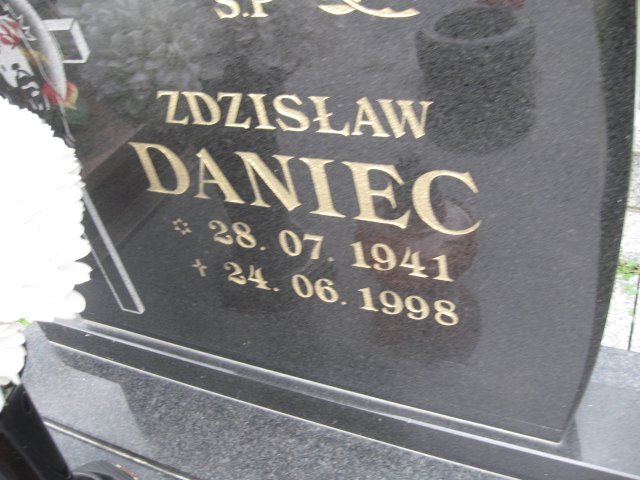 Ś.P
ZDZISŁAW
DANIEC
28. 07. 1941
24. 06. 1998